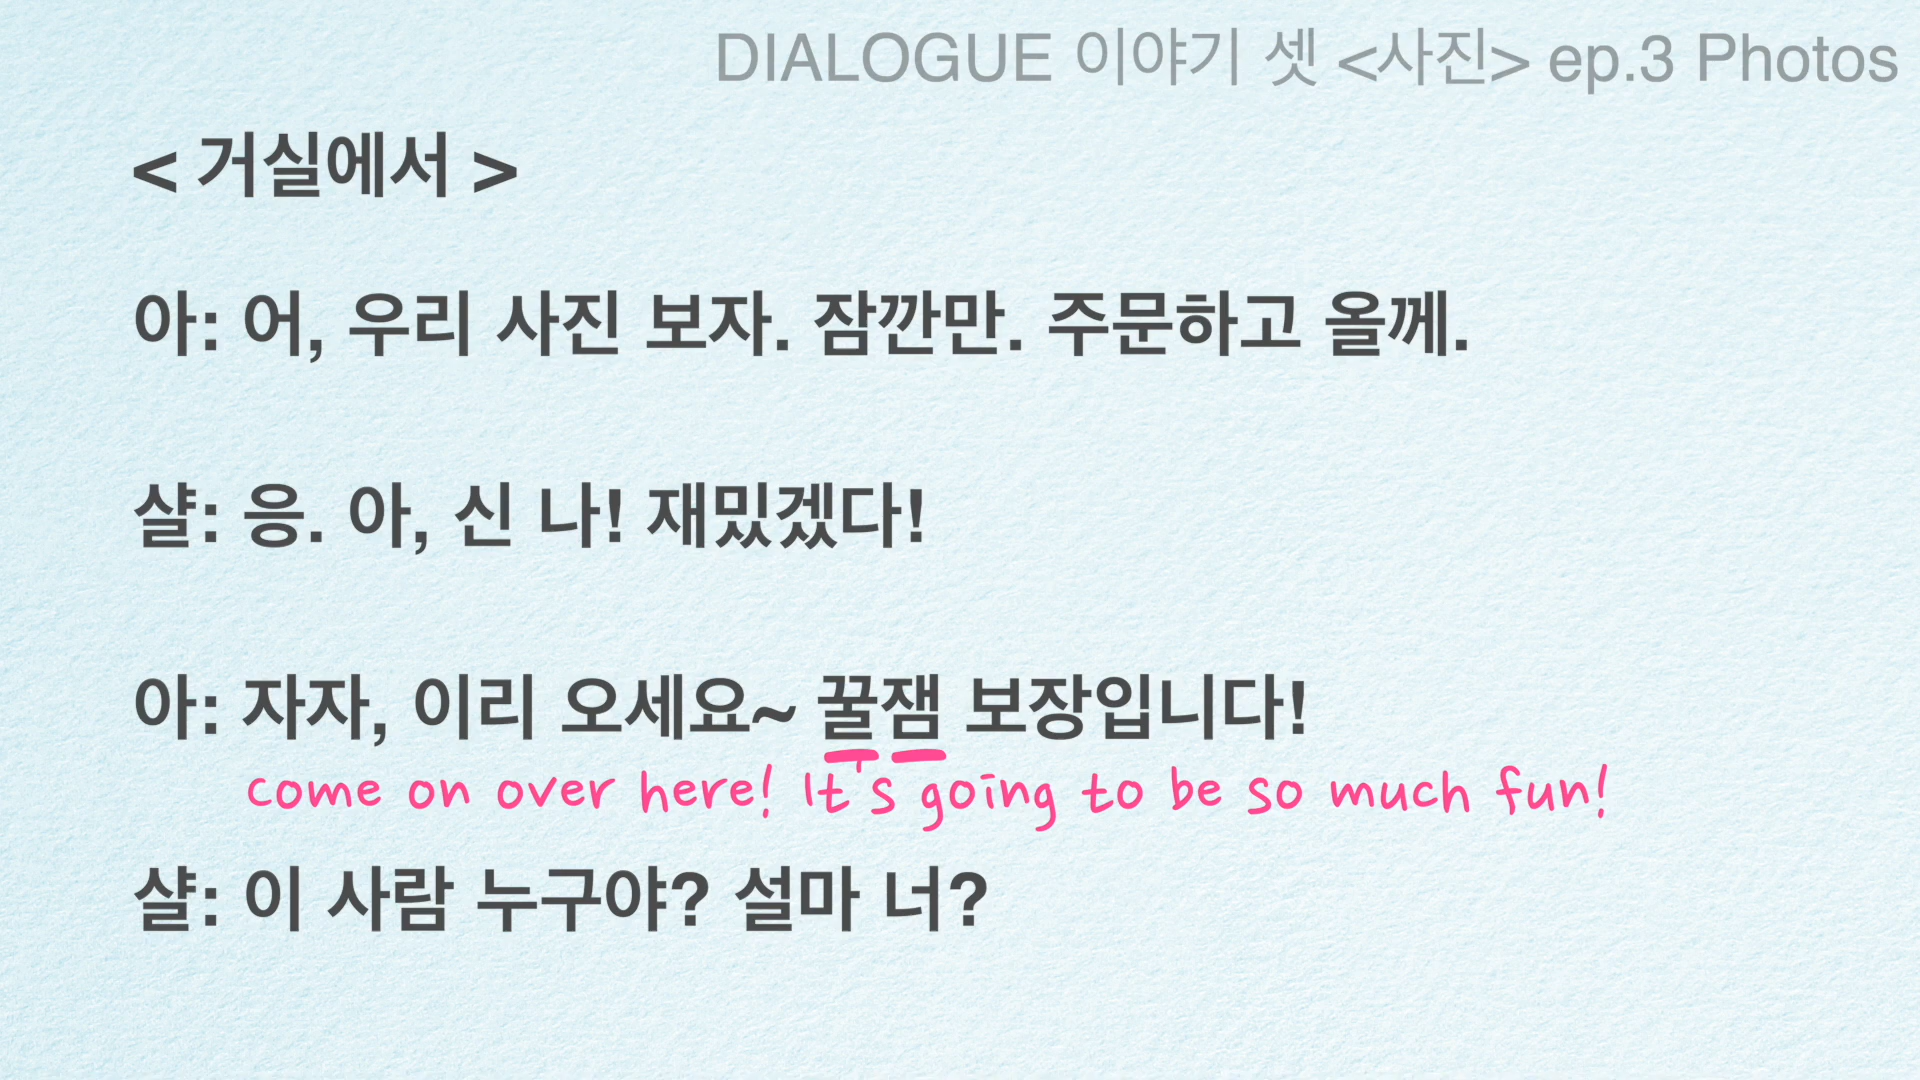 DIALOGUE 이야기 셋 <사진> ep.3 Photos
< 거실에서 >
아: 어, 우리 사진 보자. 잠깐만. 주문하고 올께.
샬: 응. 아, 신 나! 재밌겠다!
아: 자자, 이리 오세요~ 꿀잼 보장입니다!
come on over here! It's going to be so much fun!
샬: 이 사람 누구야? 설마 너?